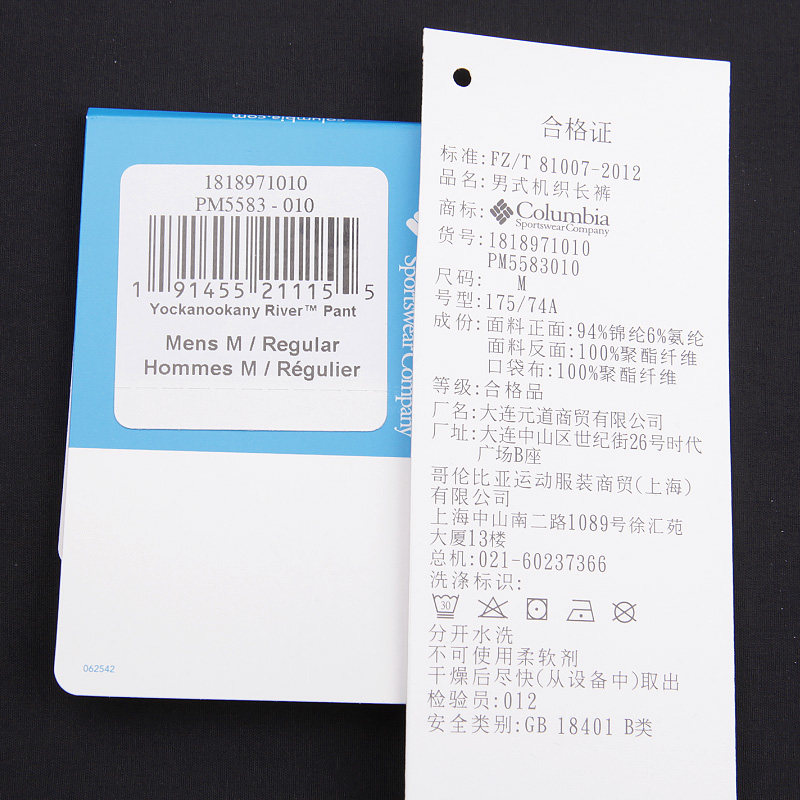 columbia.com
1818971010
PM5583 - 010
1 91455 21115 5
Yockanookany River™ Pant
Mens M / Regular
Hommes M / Régulier
Sportswear Company
062542
合格证
标准:FZ/T 81007-2012
品名:男式机织长裤
商标: Columbia
Sportswear Company
货号:1818971010
PM5583010
尺码: M
号型:175/74A
成份:面料正面:94%锦纶6%氨纶
面料反面:100%聚酯纤维
口袋布:100%聚酯纤维
等级:合格品
厂名:大连元道商贸有限公司
厂址:大连中山区世纪街26号时代
广场B座
哥伦比亚运动服装商贸(上海)
有限公司
上海中山南二路1089号徐汇苑
大厦13楼
总机:021-60237366
洗涤标识:
30
分开水洗
不可使用柔软剂
干燥后尽快(从设备中)取出
检验员:012
安全类别:GB 18401 B类